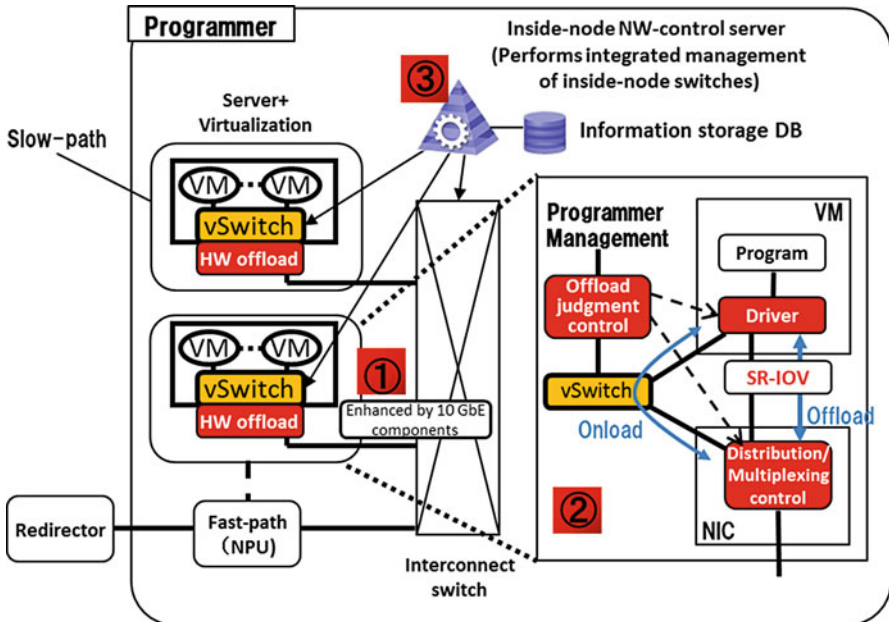 Programmer
Inside-node NW-control server
(Performs integrated management
of inside-node switches)
③
Server+
Virtualization
Slow-path
Information storage DB
VM
VM
vSwitch
HW offload
VM
VM
vSwitch
HW offload
①
Enhanced by 10 GbE
components
Redirector
Fast-path
(NPU)
Interconnect
switch
Programmer
Management
VM
Program
Offload
judgment
control
Driver
SR-IOV
vSwitch
Onload
Offload
Distribution/
Multiplexing
control
②
NIC